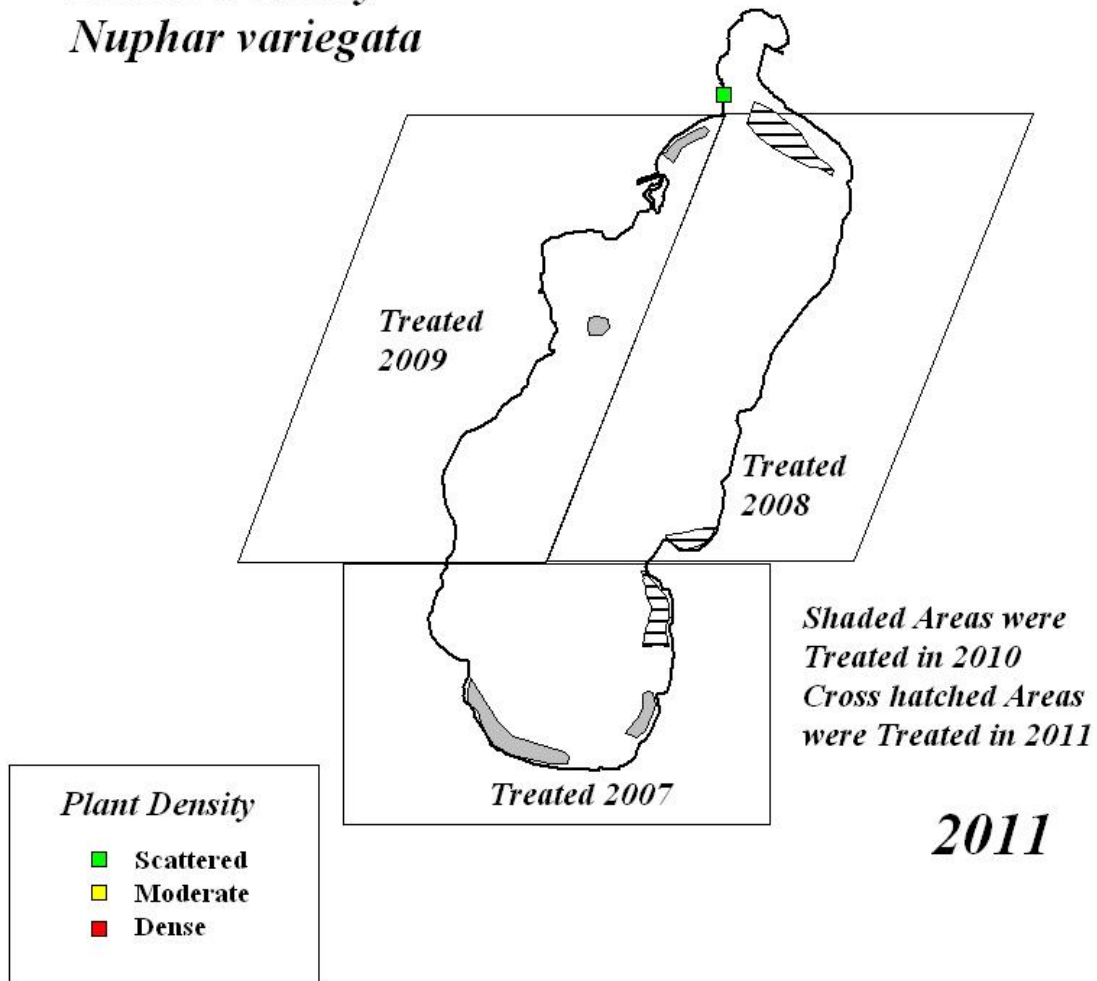 Nuphar variegata
Treated
2009
Treated
2008
Shaded Areas were
Treated in 2010
Cross hatched Areas
were Treated in 2011
Treated 2007
2011
Plant Density
Scattered
Moderate
Dense